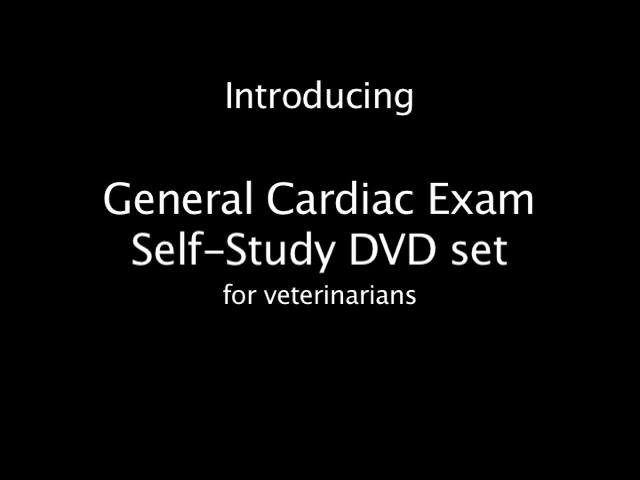 Introducing
General Cardiac Exam
Self-Study DVD set
for veterinarians